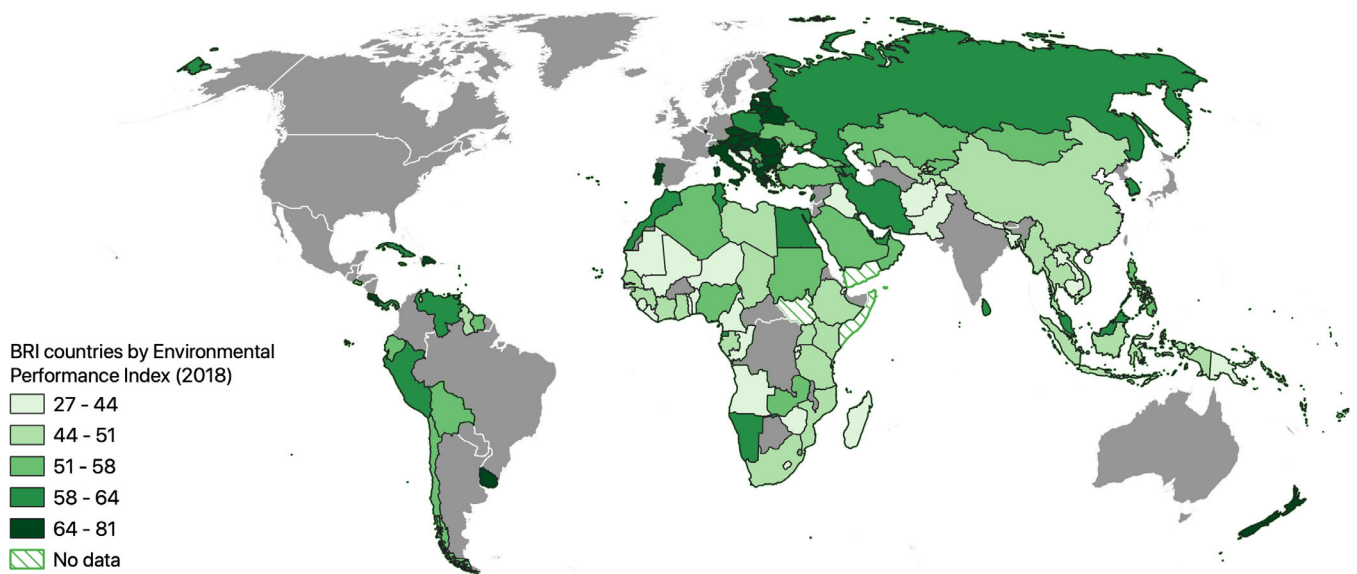 BRI countries by Environmental
Performance Index (2018)
27 - 44
44 - 51
51 - 58
58 - 64
64 - 81
No data